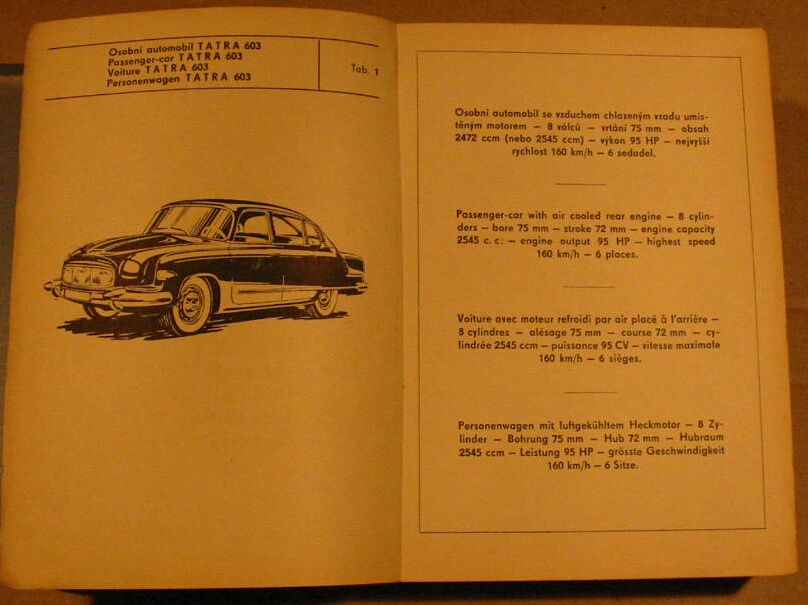 Osobní automobil TATRA 603
Passenger-car TATRA 603
Voiture TATRA 603
Personenwagen TATRA 603
Tab. 1
Osobní automobil se vzduchem chlazeným vzadu umis-
těným motorem — 8 válců — vrtání 75 mm — obsah
2472 ccm (nebo 2545 ccm) — výkon 95 HP — nejvyšší
rychlost 160 km/h — 6 sedadel.
Passenger-car with air cooled rear engine — 8 cylin-
ders — bore 75 mm — stroke 72 mm — engine capacity
2545 c. c: — engine output 95 HP — highest speed
160 km/h — 6 places.
Voiture avec moteur refroidi par air placé à l'arrière —
8 cylindres — alésage 75 mm — course 72 mm — cy-
lindrée 2545 ccm — puissance 95 CV — vitesse maximale
160 km/h — 6 sièges.
Personenwagen mit luftgekühltem Heckmotor — 8 Zy-
linder — Bohrung 75 mm — Hub 72 mm — Hubraum
2545 ccm — Leistung 95 HP — grösste Geschwindigkeit
160 km/h — 6 Sitze.